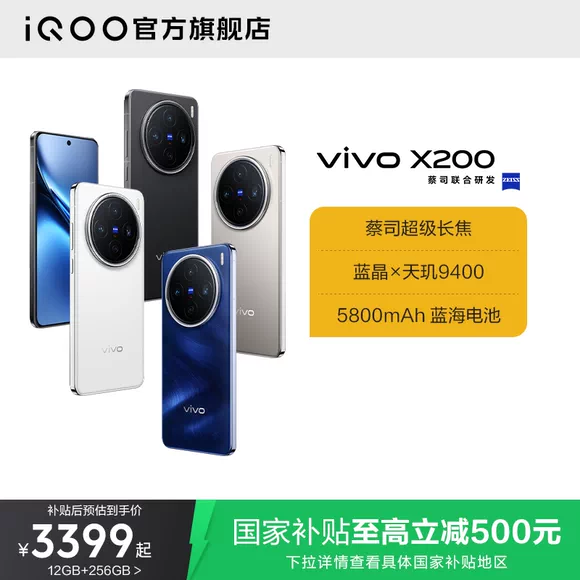 iQOO官方旗舰店
vivo X200
蔡司联合研发 ZEISS
蔡司超级长焦
蓝晶×天玑9400
5800mAh 蓝海电池
vivo
vivo
vivo
vivo
补贴后预估到手价
¥3399起
12GB+256GB >
国家补贴至高立减500元
下拉详情查看具体国家补贴地区